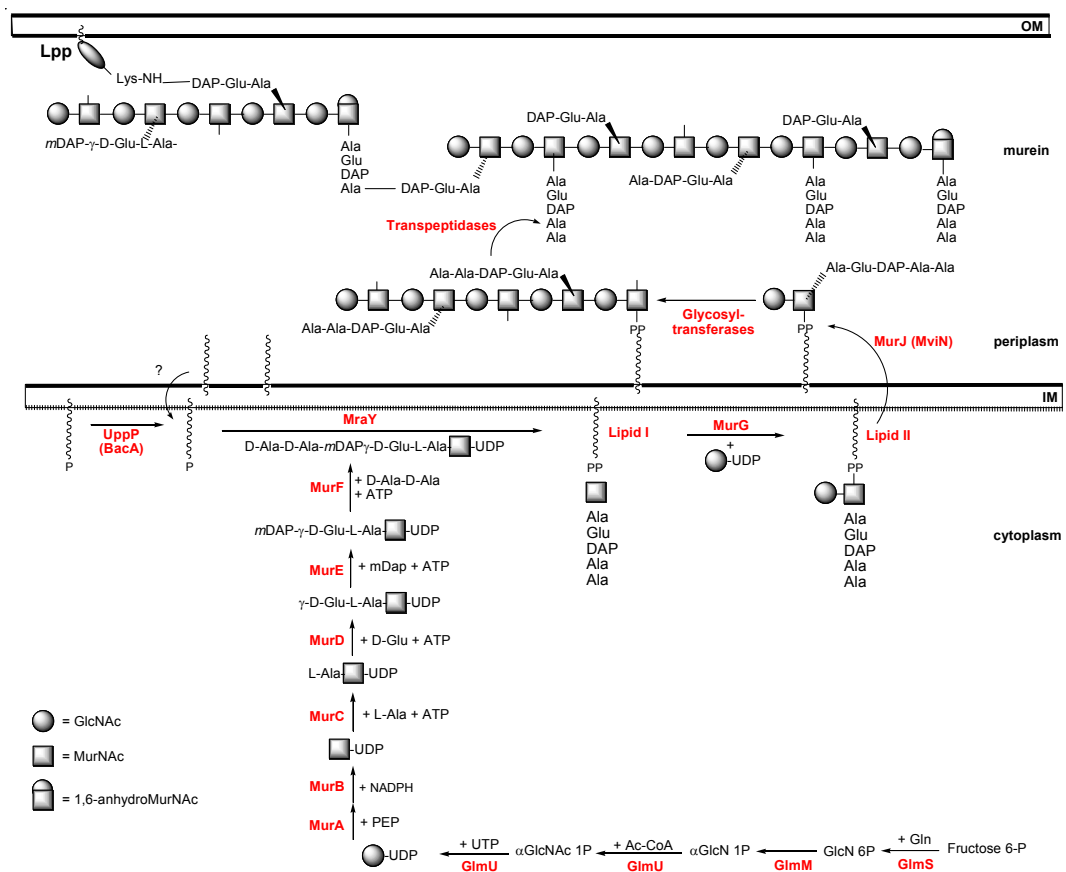 OM
Lpp
Lys-NH
DAP-Glu-Ala
mDAP-γ-D-Glu-L-Ala-
Ala
Glu
DAP
Ala
DAP-Glu-Ala
DAP-Glu-Ala
DAP-Glu-Ala
murein
Ala-DAP-Glu-Ala
Ala
Glu
DAP
Ala
Ala
Ala
Glu
DAP
Ala
Ala
Ala
Glu
DAP
Ala
Ala
Transpeptidases
Ala-Ala-DAP-Glu-Ala
Ala-Ala-DAP-Glu-Ala
PP
Glycosyl-
transferases
Ala-Glu-DAP-Ala-Ala
PP
MurJ (MviN)
periplasm
?
IM
P
UppP
(BacA)
P
MraY
D-Ala-D-Ala-mDAPγ-D-Glu-L-Ala-
-UDP
Lipid I
PP
Ala
Glu
DAP
Ala
Ala
MurG
+
-UDP
Lipid II
PP
Ala
Glu
DAP
Ala
Ala
cytoplasm
MurF
+ D-Ala-D-Ala
+ ATP
mDAP-γ-D-Glu-L-Ala-
-UDP
MurE
+ mDap + ATP
γ-D-Glu-L-Ala-
-UDP
MurD
+ D-Glu + ATP
L-Ala-
-UDP
MurC
+ L-Ala + ATP
-UDP
MurB
+ NADPH
MurA
+ PEP
-UDP
+ UTP
GlmU
αGlcNAc 1P
+ Ac-CoA
GlmU
αGlcN 1P
GlmM
GlcN 6P
+ Gln
GlmS
Fructose 6-P
= GlcNAc
= MurNAc
= 1,6-anhydroMurNAc